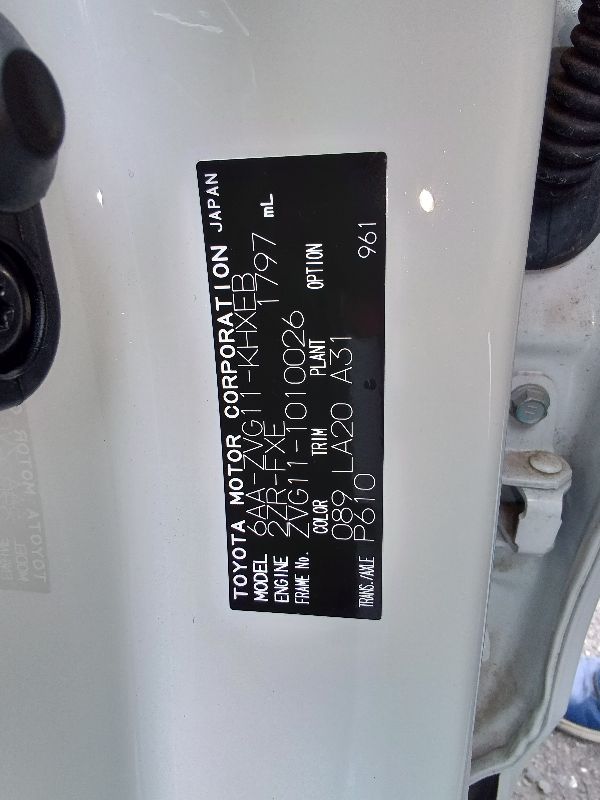 TOYOTA MOTOR CORPORATION JAPAN
MODEL 6AA-ZVG11-KHXEB
ENGINE 2ZR-FXE 1797 mL
FRAME No. ZVG11-1010026
COLOR TRIM PLANT OPTION
089 LA20 A31 961
TRANS./AXLE P610